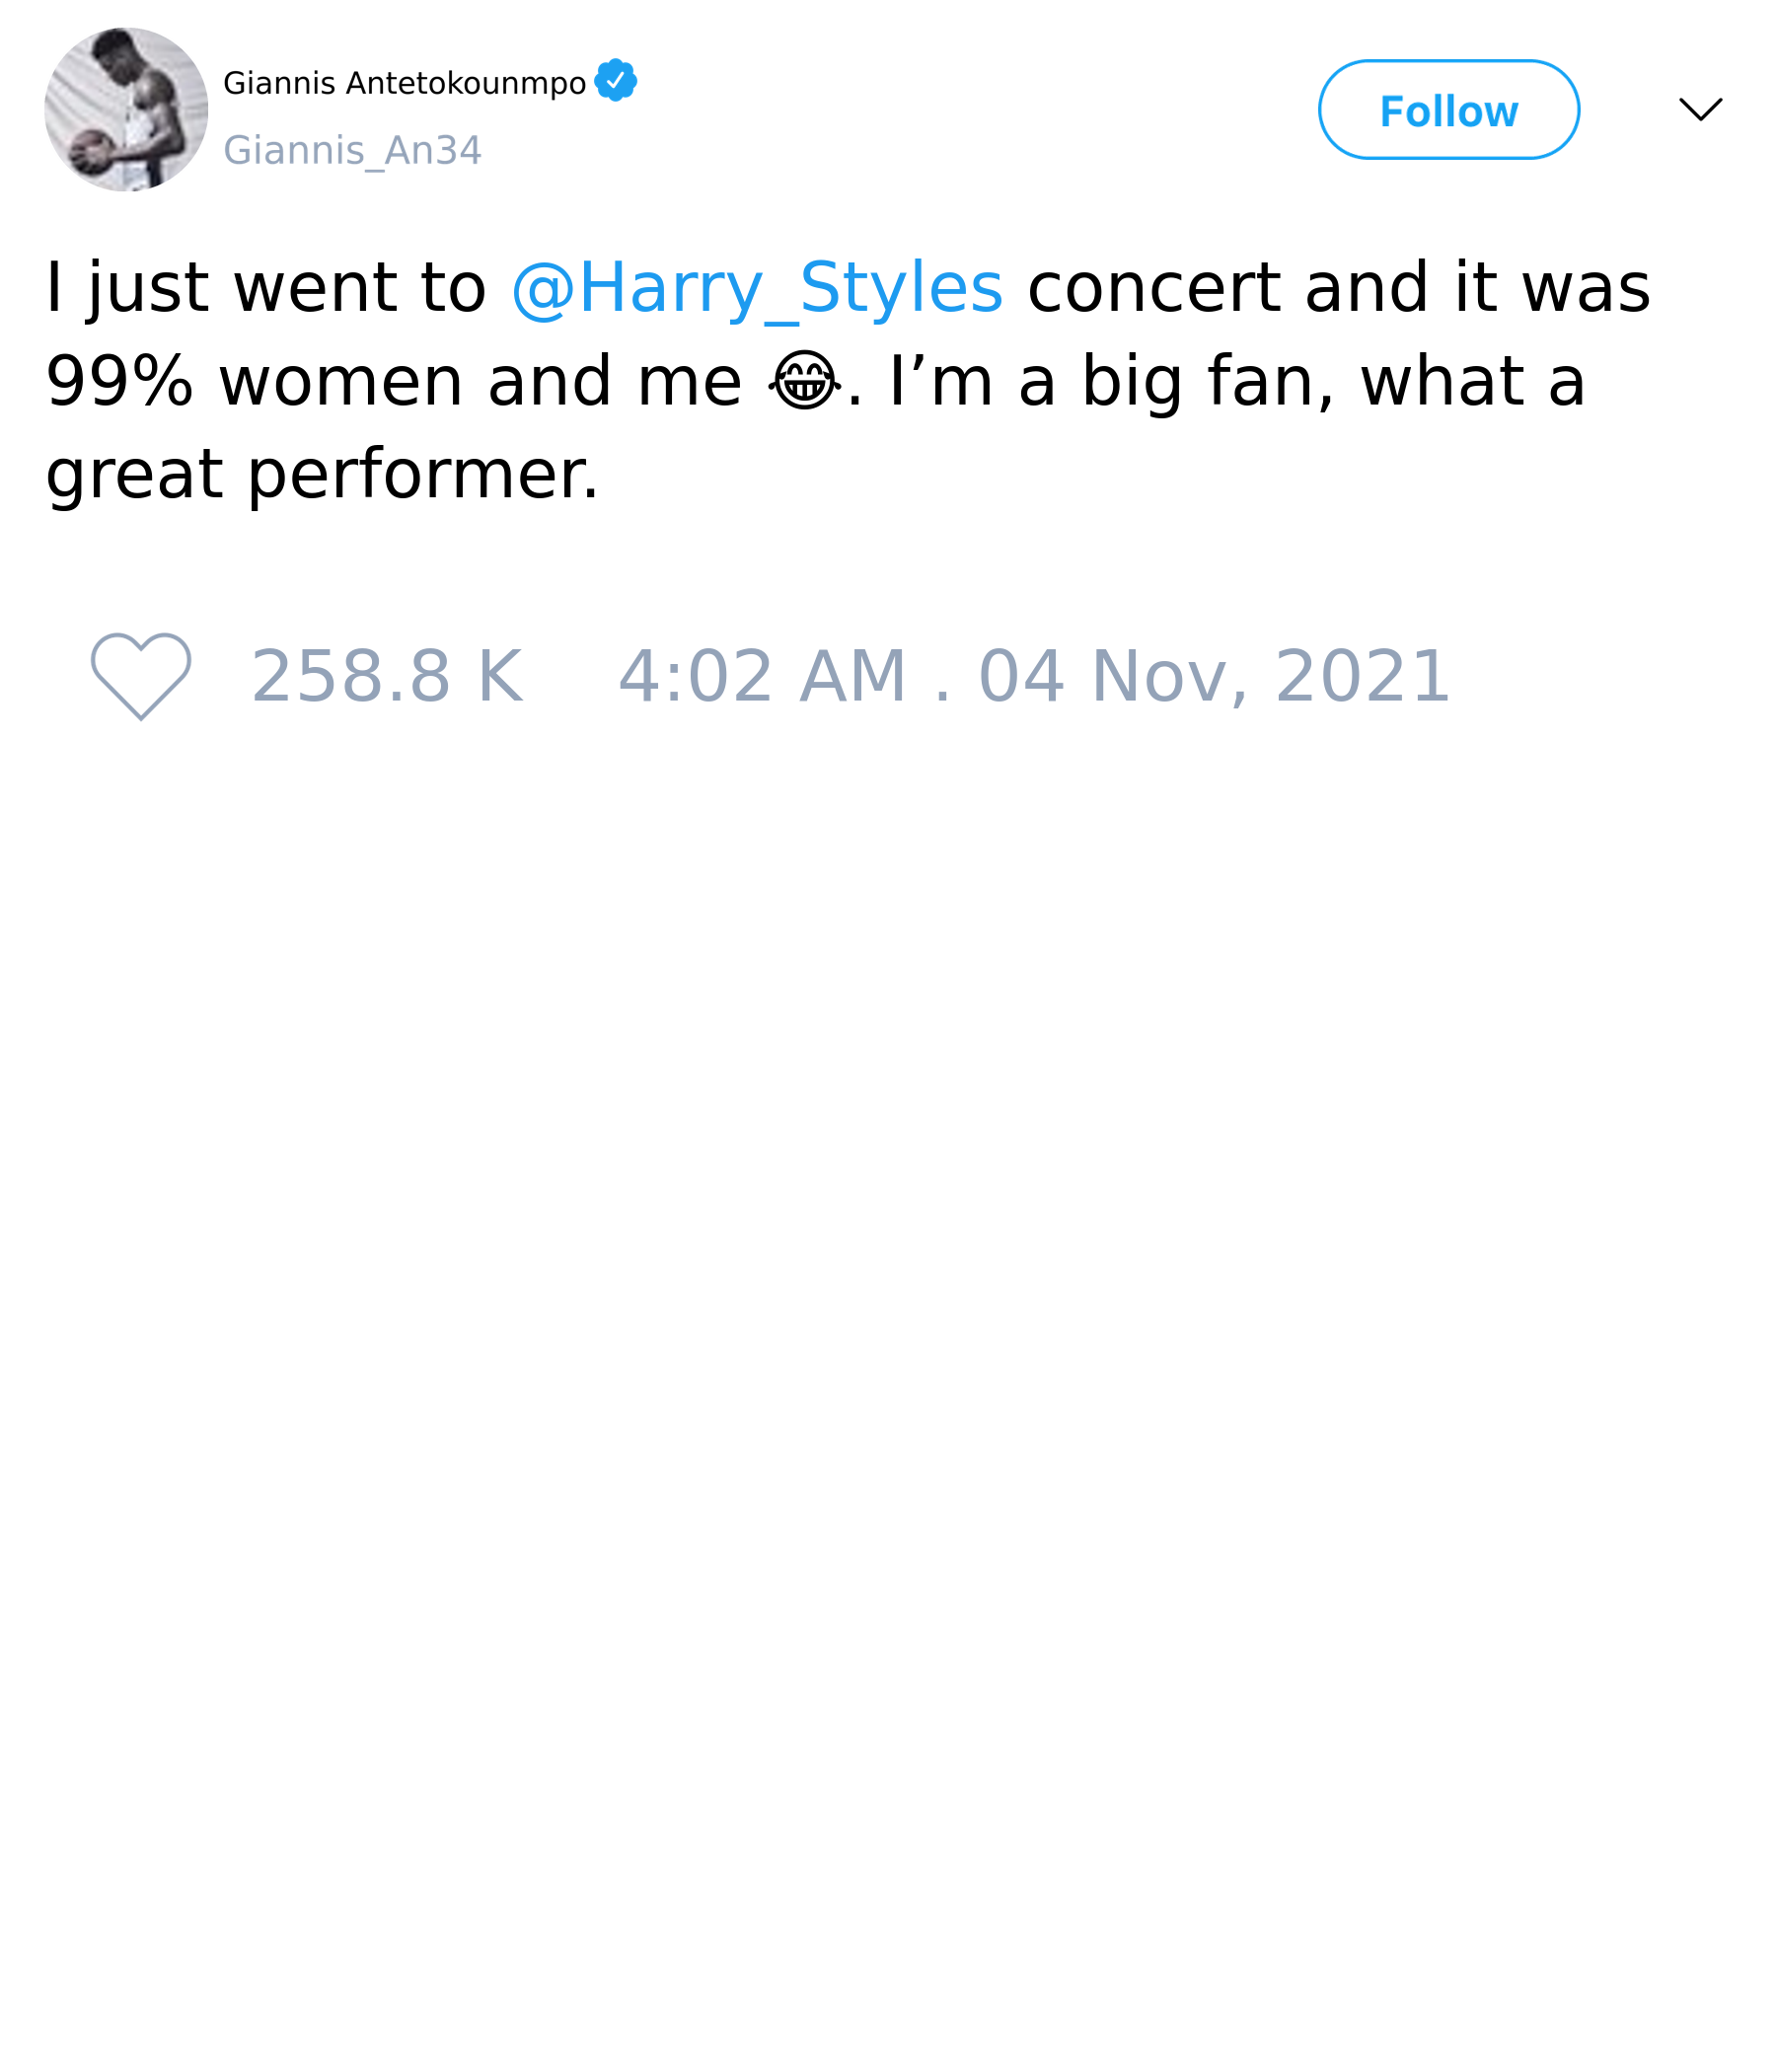 Giannis Antetokounmpo
Giannis_An34
Follow
I just went to @Harry_Styles concert and it was
99% women and me 😂. I’m a big fan, what a
great performer.
258.8 K 4:02 AM . 04 Nov, 2021